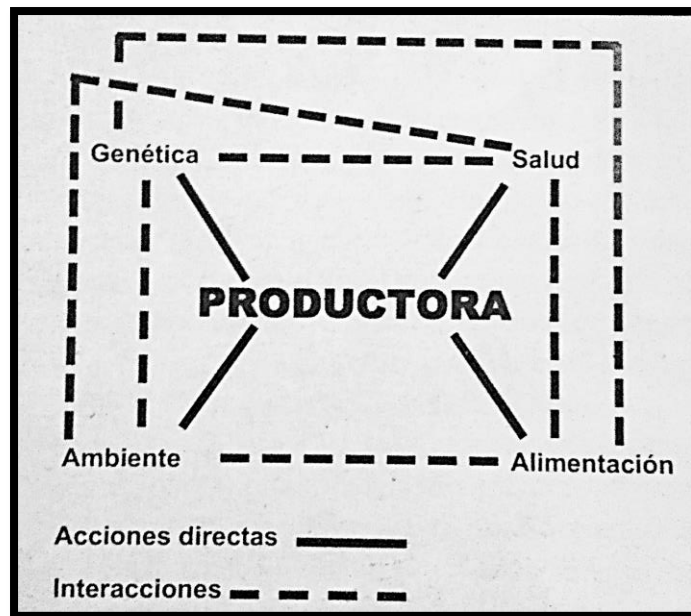 Genética Salud
PRODUCTORA
Ambiente Alimentación
Acciones directas
Interacciones